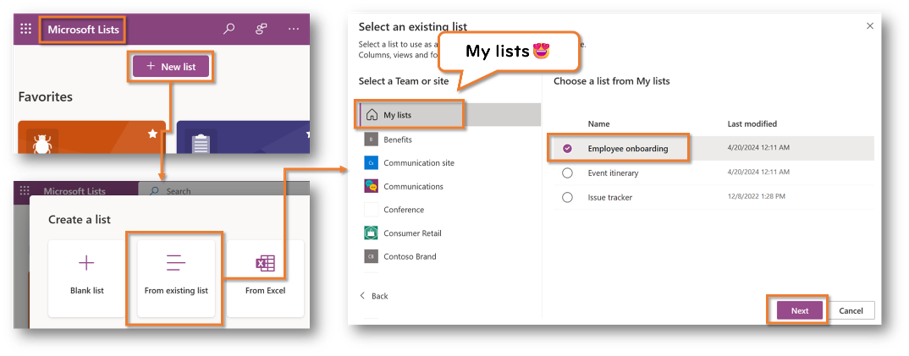 Microsoft Lists
+ New list
Favorites
Microsoft Lists
Search
Create a list
Blank list
From existing list
From Excel
Select an existing list
Select a list to use as a
e.
Columns, views and fo
My lists😍
Select a Team or site
My lists
B Benefits
Cs Communication site
Communications
Conference
Consumer Retail
CB Contoso Brand
Back
Choose a list from My lists
Name Last modified
Employee onboarding 4/20/2024 12:11 AM
Event itinerary 4/20/2022 12:11 AM
Issue tracker 12/8/2022 1:28 PM
Next Cancel